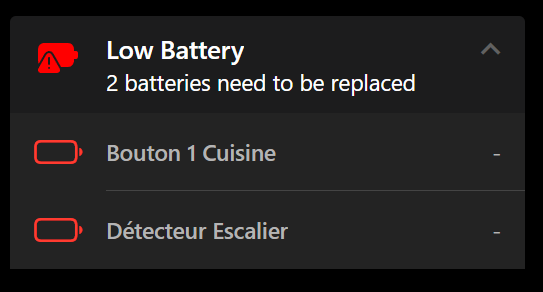 Low Battery
2 batteries need to be replaced
Bouton 1 Cuisine -
Détecteur Escalier -